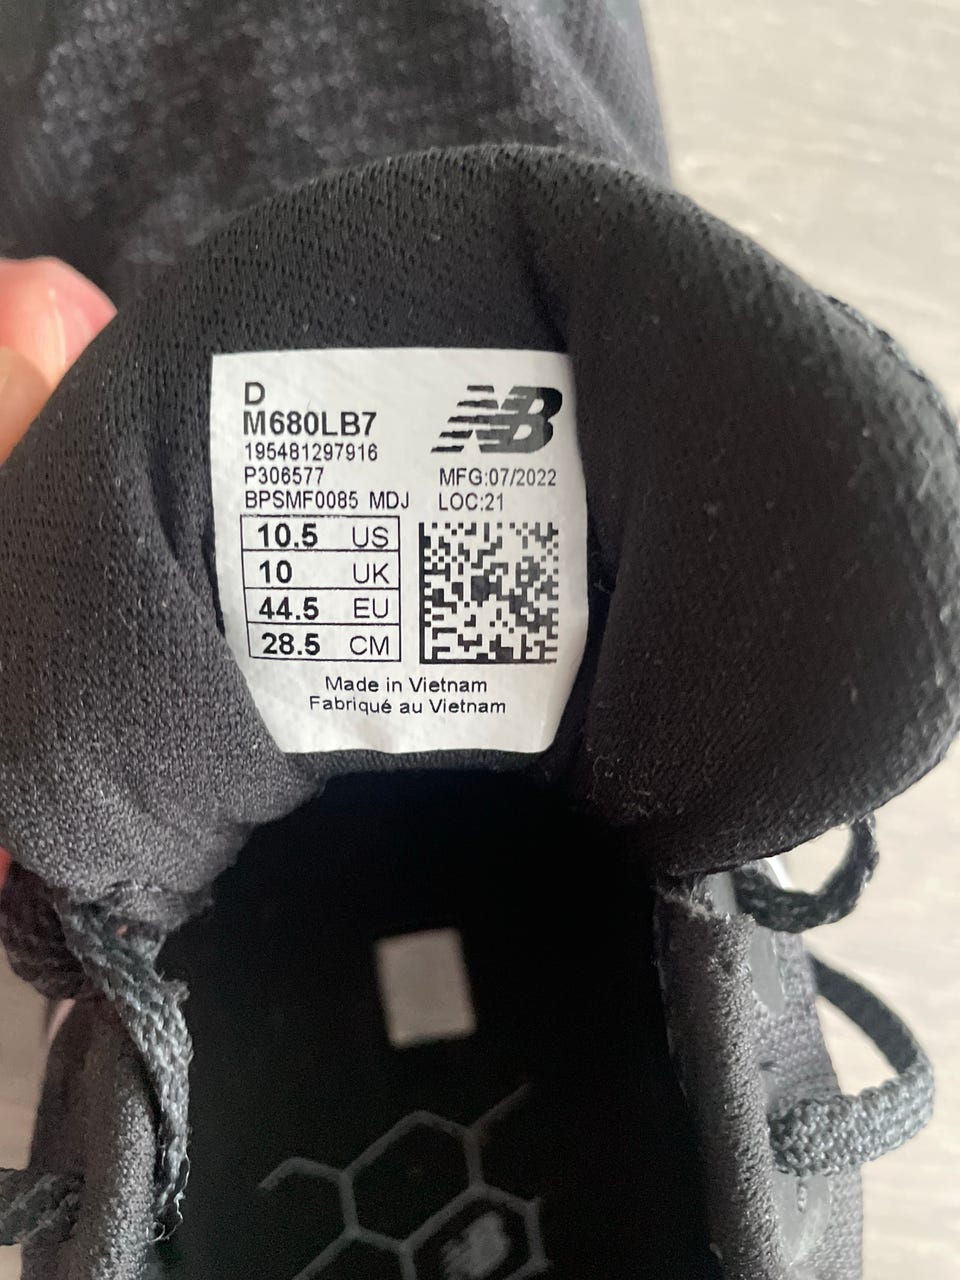 D
M680LB7
195481297916
P306577
BPSMF0085 MDJ
NB
MFG:07/2022
LOC:21
10.5 US
10 UK
44.5 EU
28.5 CM
Made in Vietnam
Fabriqué au Vietnam